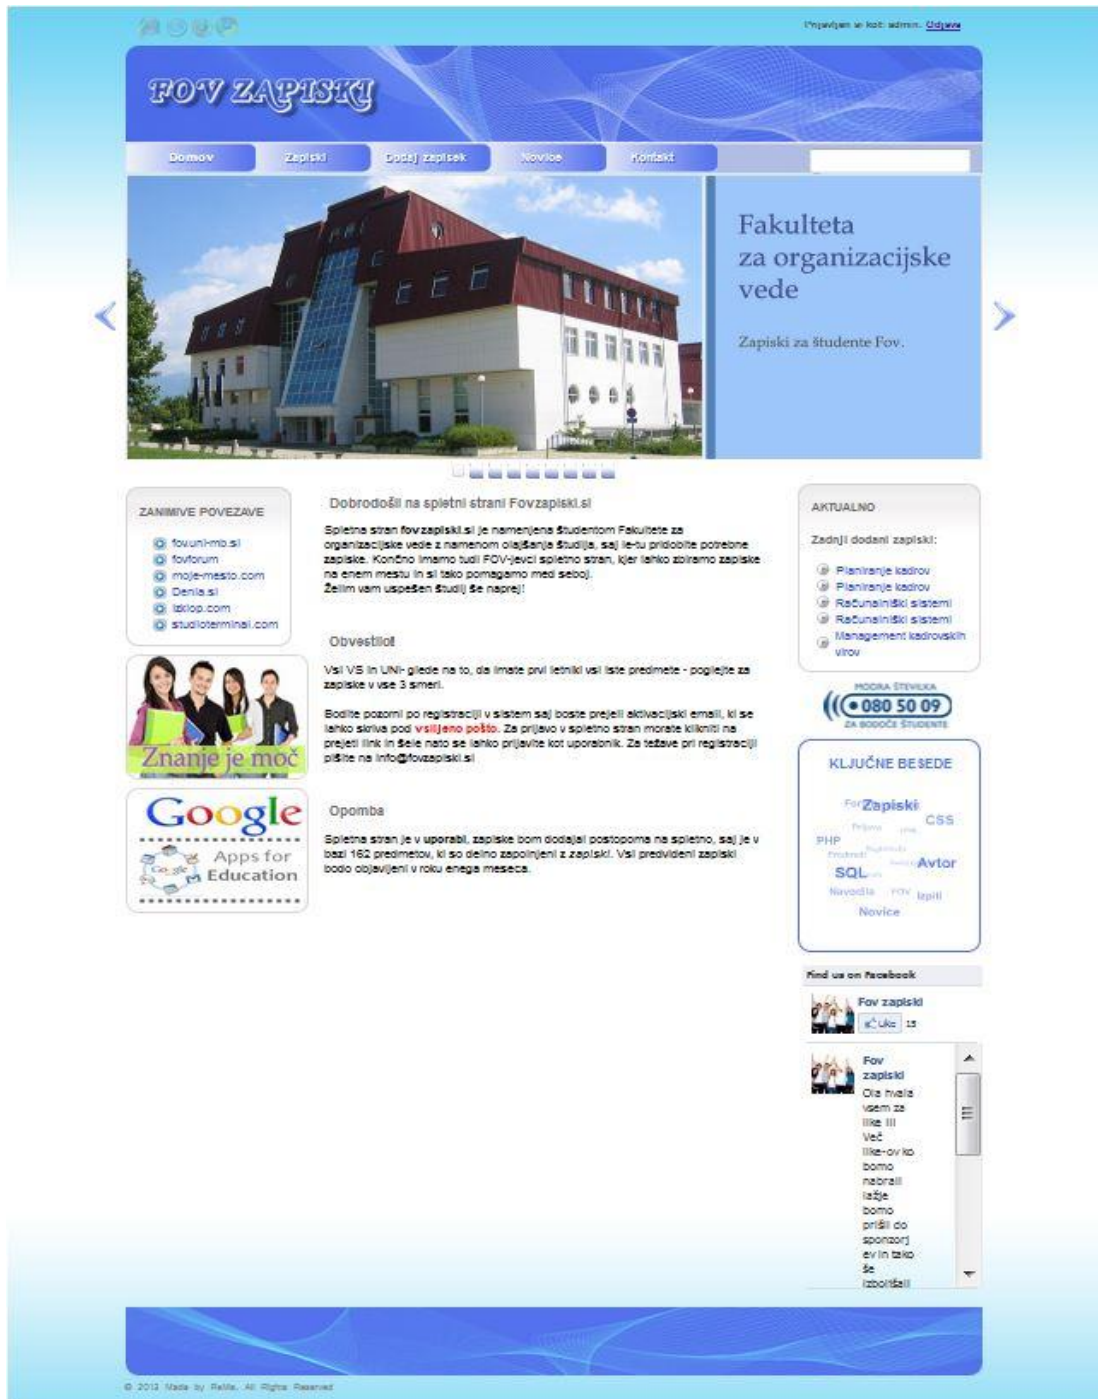 Prijavljen si kot: admin. Odjava
FOV ZAPISKI
Domov Zapiski Dodaj zapisek Novice Kontakt
Fakulteta
za organizacijske
vede
Zapiski za študente Fov.
ZANIMIVE POVEZAVE
fov.uni-mb.si
fovforum
moje-mesto.com
Denia.si
izklop.com
studioterminal.com
Znanje je moč
Google
Apps for
Education
Google
Dobrodošli na spletni strani Fovzapiski.si
Spletna stran fovzapiski.si je namenjena študentom Fakultete za
organizacijske vede z namenom olajšanja študija, saj le-tu pridobite potrebne
zapiske. Končno imamo tudi FOV-jevci spletno stran, kjer lahko zbiramo zapiske
na enem mestu in si tako pomagamo med seboj.
Želim vam uspešen študij še naprej!
Obvestilo!
Vsi VS in UNI- glede na to, da imate prvi letniki vsi iste predmete - poglejte za
zapiske v vse 3 smeri.
Bodite pozorni po registraciji v sistem saj boste prejeli aktivacijski email, ki se
lahko skriva pod vsiljeno pošto. Za prijavo v spletno stran morate klikniti na
prejeti link in šele nato se lahko prijavite kot uporabnik. Za težave pri registraciji
pišite na info@fovzapiski.si
Opomba
Spletna stran je v uporabi, zapiske bom dodajal postopoma na spletno, saj je v
bazi 162 predmetov, ki so delno zapolnjeni z zapiski. Vsi predvideni zapiski
bodo objavljeni v roku enega meseca.
AKTUALNO
Zadnji dodani zapiski:
Planiranje kadrov
Planiranje kadrov
Računalniški sistemi
Računalniški sistemi
Management kadrovskih
virov
MODRA ŠTEVILKA
080 50 09
ZA BODOČE ŠTUDENTE
KLJUČNE BESEDE
Zapiski
CSS
Prijava
PHP
Predmeti
Avtor
SQL
Navodila FOV Izpiti
Novice
Find us on Facebook
Fov zapiski
Like 15
Fov
zapiski
Ola hvala
vsem za
like !!!
Več
like-ov ko
bomo
nabrali
lažje
bomo
prišli do
sponzorj
ev in tako
še
izboljšali
© 2013 Made by ReMa. All Rights Reserved